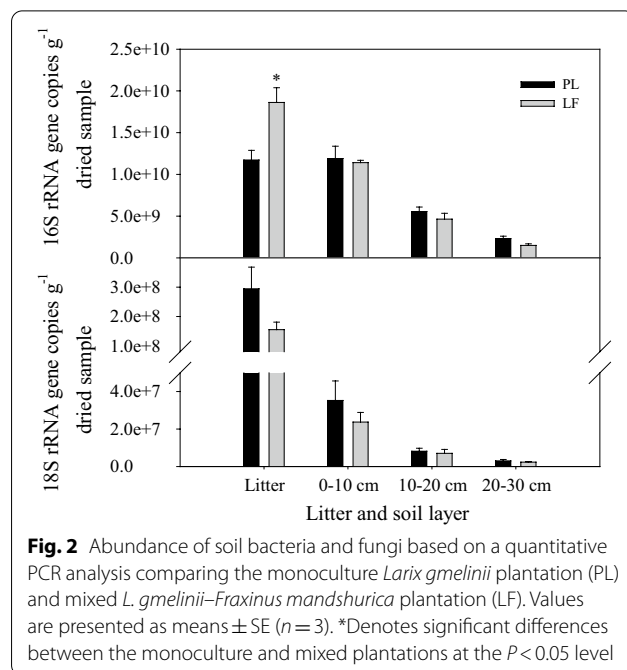 2.5e+10
2.0e+10
1.5e+10
1.0e+10
5.0e+9
0.0
16S rRNA gene copies g-1
dried sample
*
PL
LF
3.0e+8
2.0e+8
1.0e+8
4.0e+7
2.0e+7
0.0
18S rRNA gene copies g-1
dried sample
Litter 0-10 cm 10-20 cm 20-30 cm
Litter and soil layer
Fig. 2 Abundance of soil bacteria and fungi based on a quantitative
PCR analysis comparing the monoculture Larix gmelinii plantation (PL)
and mixed L. gmelinii–Fraxinus mandshurica plantation (LF). Values
are presented as means ± SE (n = 3). *Denotes significant differences
between the monoculture and mixed plantations at the P < 0.05 level